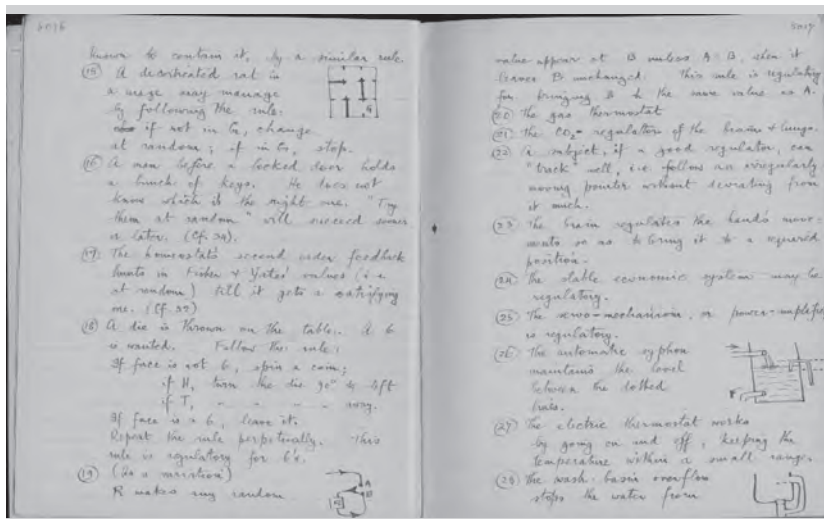 5076
known to contain it, by a similar rule.
(15) A decorticated rat in
a maze may manage
by following the rule:
if not in G, change
at random; if in G, stop.
G
(16) A man before a locked door holds
a bunch of keys. He does not
know which is the right one. "Try
them at random" will succeed sooner
or later. (Cf. 34).
(17) The homeostat's second order feedback
hunts in Fisher & Yates' values (i.e.
at random) till it gets a satisfying
one. (Cf. 37)
(18) A die is thrown on the table. A 6
is wanted. Follow the rule:
If face is not 6, spin a coin;
if H, turn the die 90° to left
if T, " " " " away.
If face is a 6, leave it.
Repeat the rule perpetually. This
rule is regulatory for 6's.
(19) (As a variation)
R makes any random
A
B
R
5077
value appear at B unless A = B, when it
leaves B unchanged. This rule is regulatory
for bringing B to the same value as A.
(20) The gas thermostat
(21) The CO₂- regulators of the brain & lungs.
(22) A subject, if a good regulator, can
"track" well, i.e. follow an irregularly
moving pointer without deviating from
it much.
(23) The brain regulates the hand's move-
ments so as to bring it to a required
position.
(24) The stable economic system may be
regulatory.
(25) The servo-mechanism, or power-amplifier
is regulatory.
(26) The automatic syphon
maintains the level
between the dotted
lines.
(27) The electric thermostat works
by going on and off, keeping the
temperature within a small range.
(28) The wash-basin overflow
stops the water from